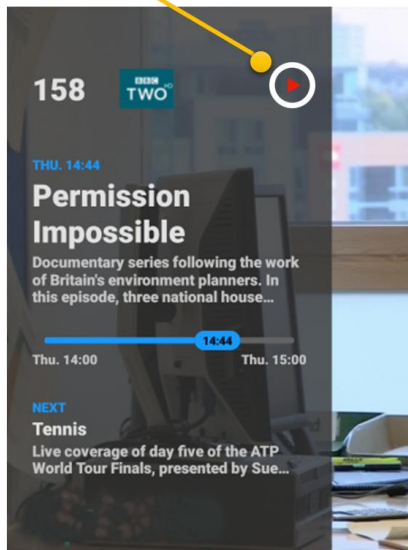 158
BBC
TWO HD
THU. 14:44
Permission
Impossible
Documentary series following the work
of Britain's environment planners. In
this episode, three national house...
14:44
Thu. 14:00 Thu. 15:00
NEXT
Tennis
Live coverage of day five of the ATP
World Tour Finals, presented by Sue...